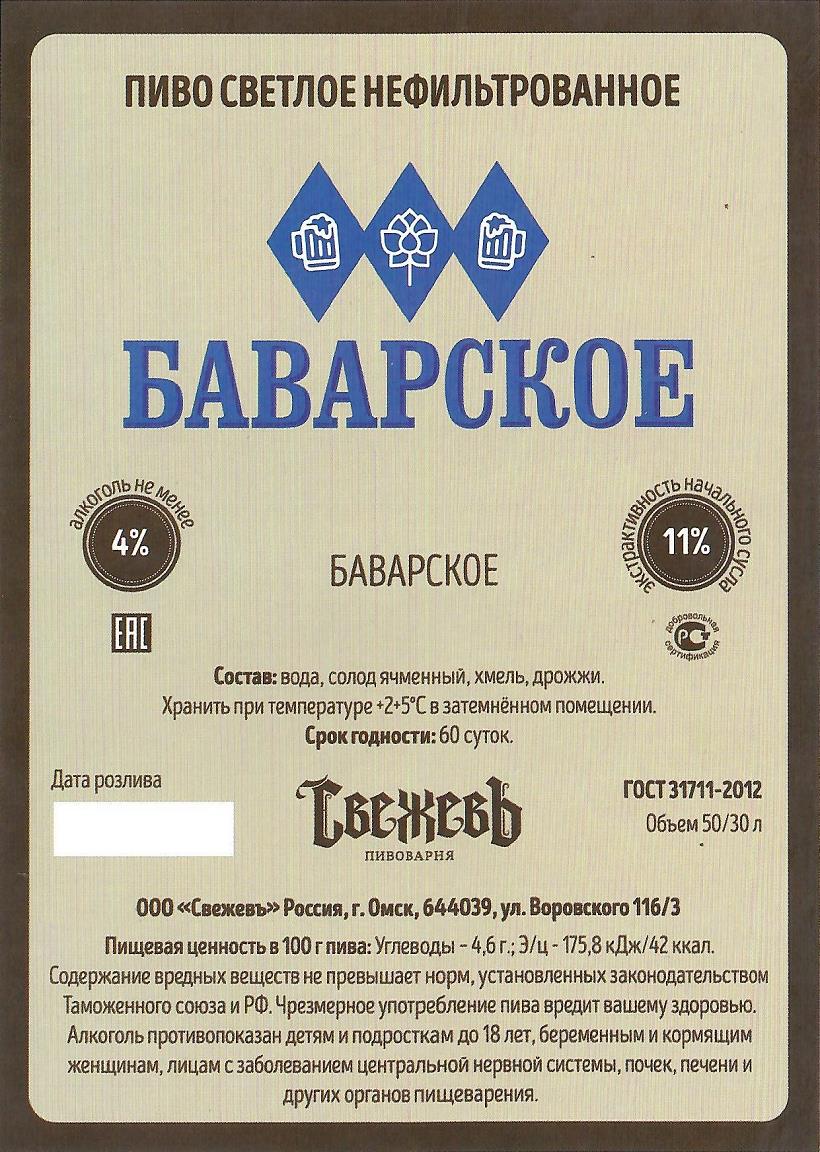 ПИВО СВЕТЛОЕ НЕФИЛЬТРОВАННОЕ
БАВАРСКОЕ
алкоголь не менее
4%
экстрактивность начального сусла
11%
БАВАРСКОЕ
ЕАС
добровольная
РСТ
сертификация
Состав: вода, солод ячменный, хмель, дрожжи.
Хранить при температуре +2+5°С в затемнённом помещении.
Срок годности: 60 суток.
Дата розлива
СвежевЪ
ПИВОВАРНЯ
ГОСТ 31711-2012
Объем 50/30 л
ООО «Свежевъ» Россия, г. Омск, 644039, ул. Воровского 116/3
Пищевая ценность в 100 г пива: Углеводы - 4,6 г.; Э/ц - 175,8 кДж/42 ккал.
Содержание вредных веществ не превышает норм, установленных законодательством
Таможенного союза и РФ. Чрезмерное употребление пива вредит вашему здоровью.
Алкоголь противопоказан детям и подросткам до 18 лет, беременным и кормящим
женщинам, лицам с заболеванием центральной нервной системы, почек, печени и
других органов пищеварения.